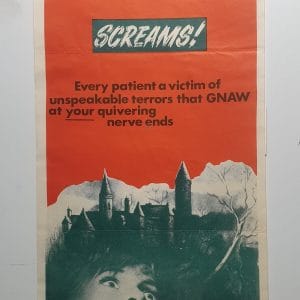 SCREAMS!
Every patient a victim of
unspeakable terrors that GNAW
at your quivering
nerve ends